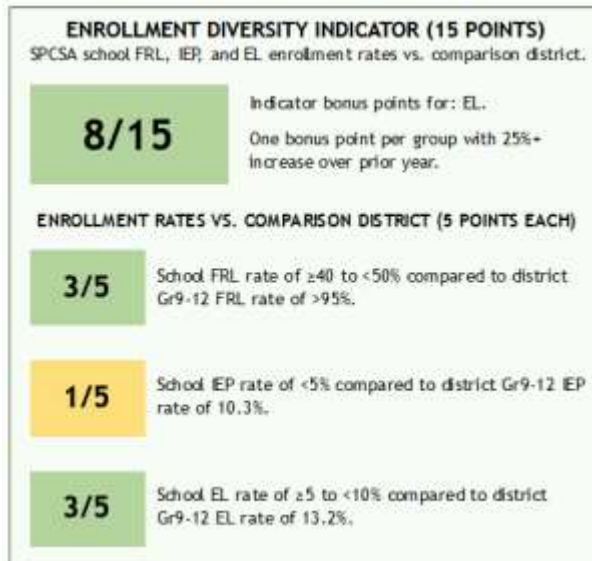 ENROLLMENT DIVERSITY INDICATOR (15 POINTS)
SPCSA school FRL, IEP, and EL enrollment rates vs. comparison district.
8/15
Indicator bonus points for: EL.
One bonus point per group with 25%+
increase over prior year.
ENROLLMENT RATES VS. COMPARISON DISTRICT (5 POINTS EACH)
3/5
School FRL rate of ≥40 to <50% compared to district
Gr9-12 FRL rate of >95%.
1/5
School IEP rate of <5% compared to district Gr9-12 IEP
rate of 10.3%.
3/5
School EL rate of ≥5 to <10% compared to district
Gr9-12 EL rate of 13.2%.